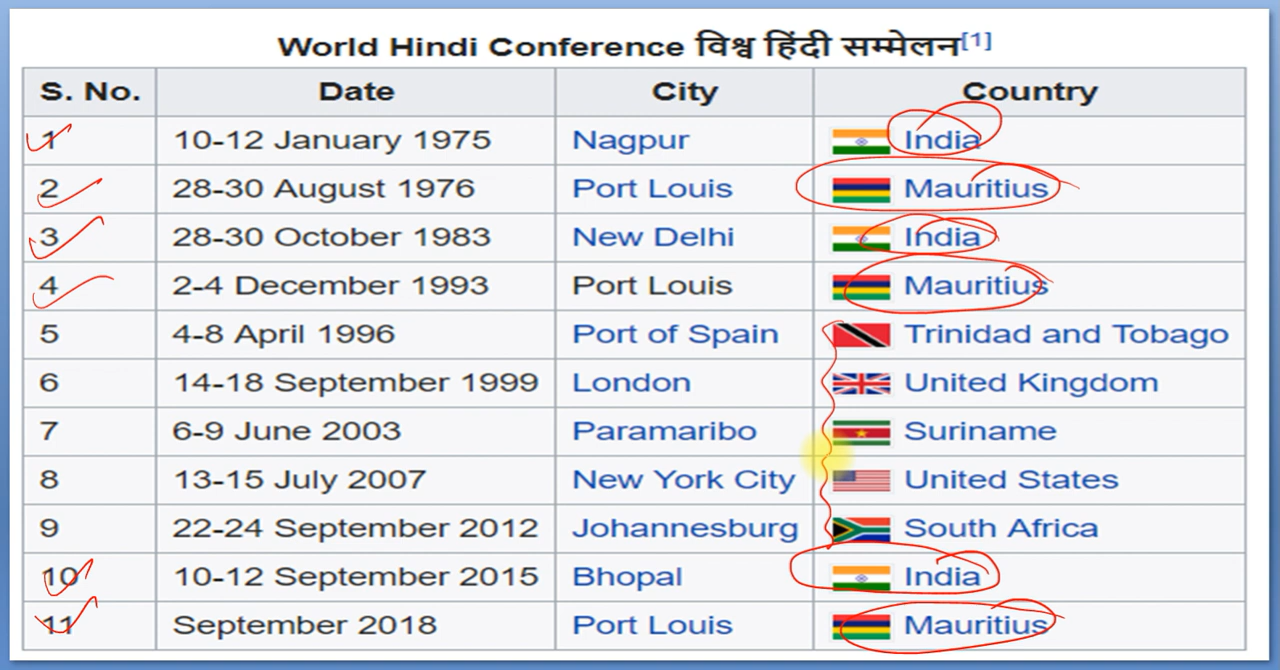 World Hindi Conference विश्व हिंदी सम्मेलन[1]
S. No. Date City Country
1 10-12 January 1975 Nagpur India
2 28-30 August 1976 Port Louis Mauritius
3 28-30 October 1983 New Delhi India
4 2-4 December 1993 Port Louis Mauritius
5 4-8 April 1996 Port of Spain Trinidad and Tobago
6 14-18 September 1999 London United Kingdom
7 6-9 June 2003 Paramaribo Suriname
8 13-15 July 2007 New York City United States
9 22-24 September 2012 Johannesburg South Africa
10 10-12 September 2015 Bhopal India
11 September 2018 Port Louis Mauritius